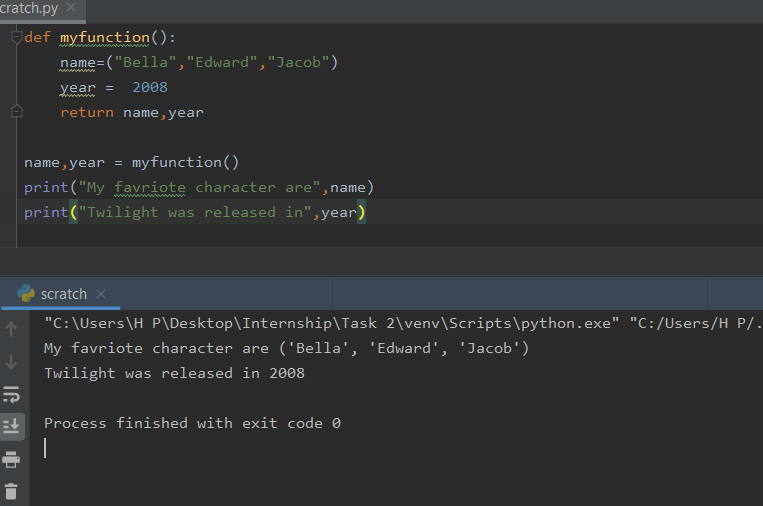 cratch.py
def myfunction():
    name=("Bella","Edward","Jacob")
    year =  2008
    return name,year
name,year = myfunction()
print("My favriote character are",name)
print("Twilight was released in",year)
scratch
"C:\Users\H P\Desktop\Internship\Task 2\venv\Scripts\python.exe" "C:/Users/H P/.
My favriote character are ('Bella', 'Edward', 'Jacob')
Twilight was released in 2008
Process finished with exit code 0